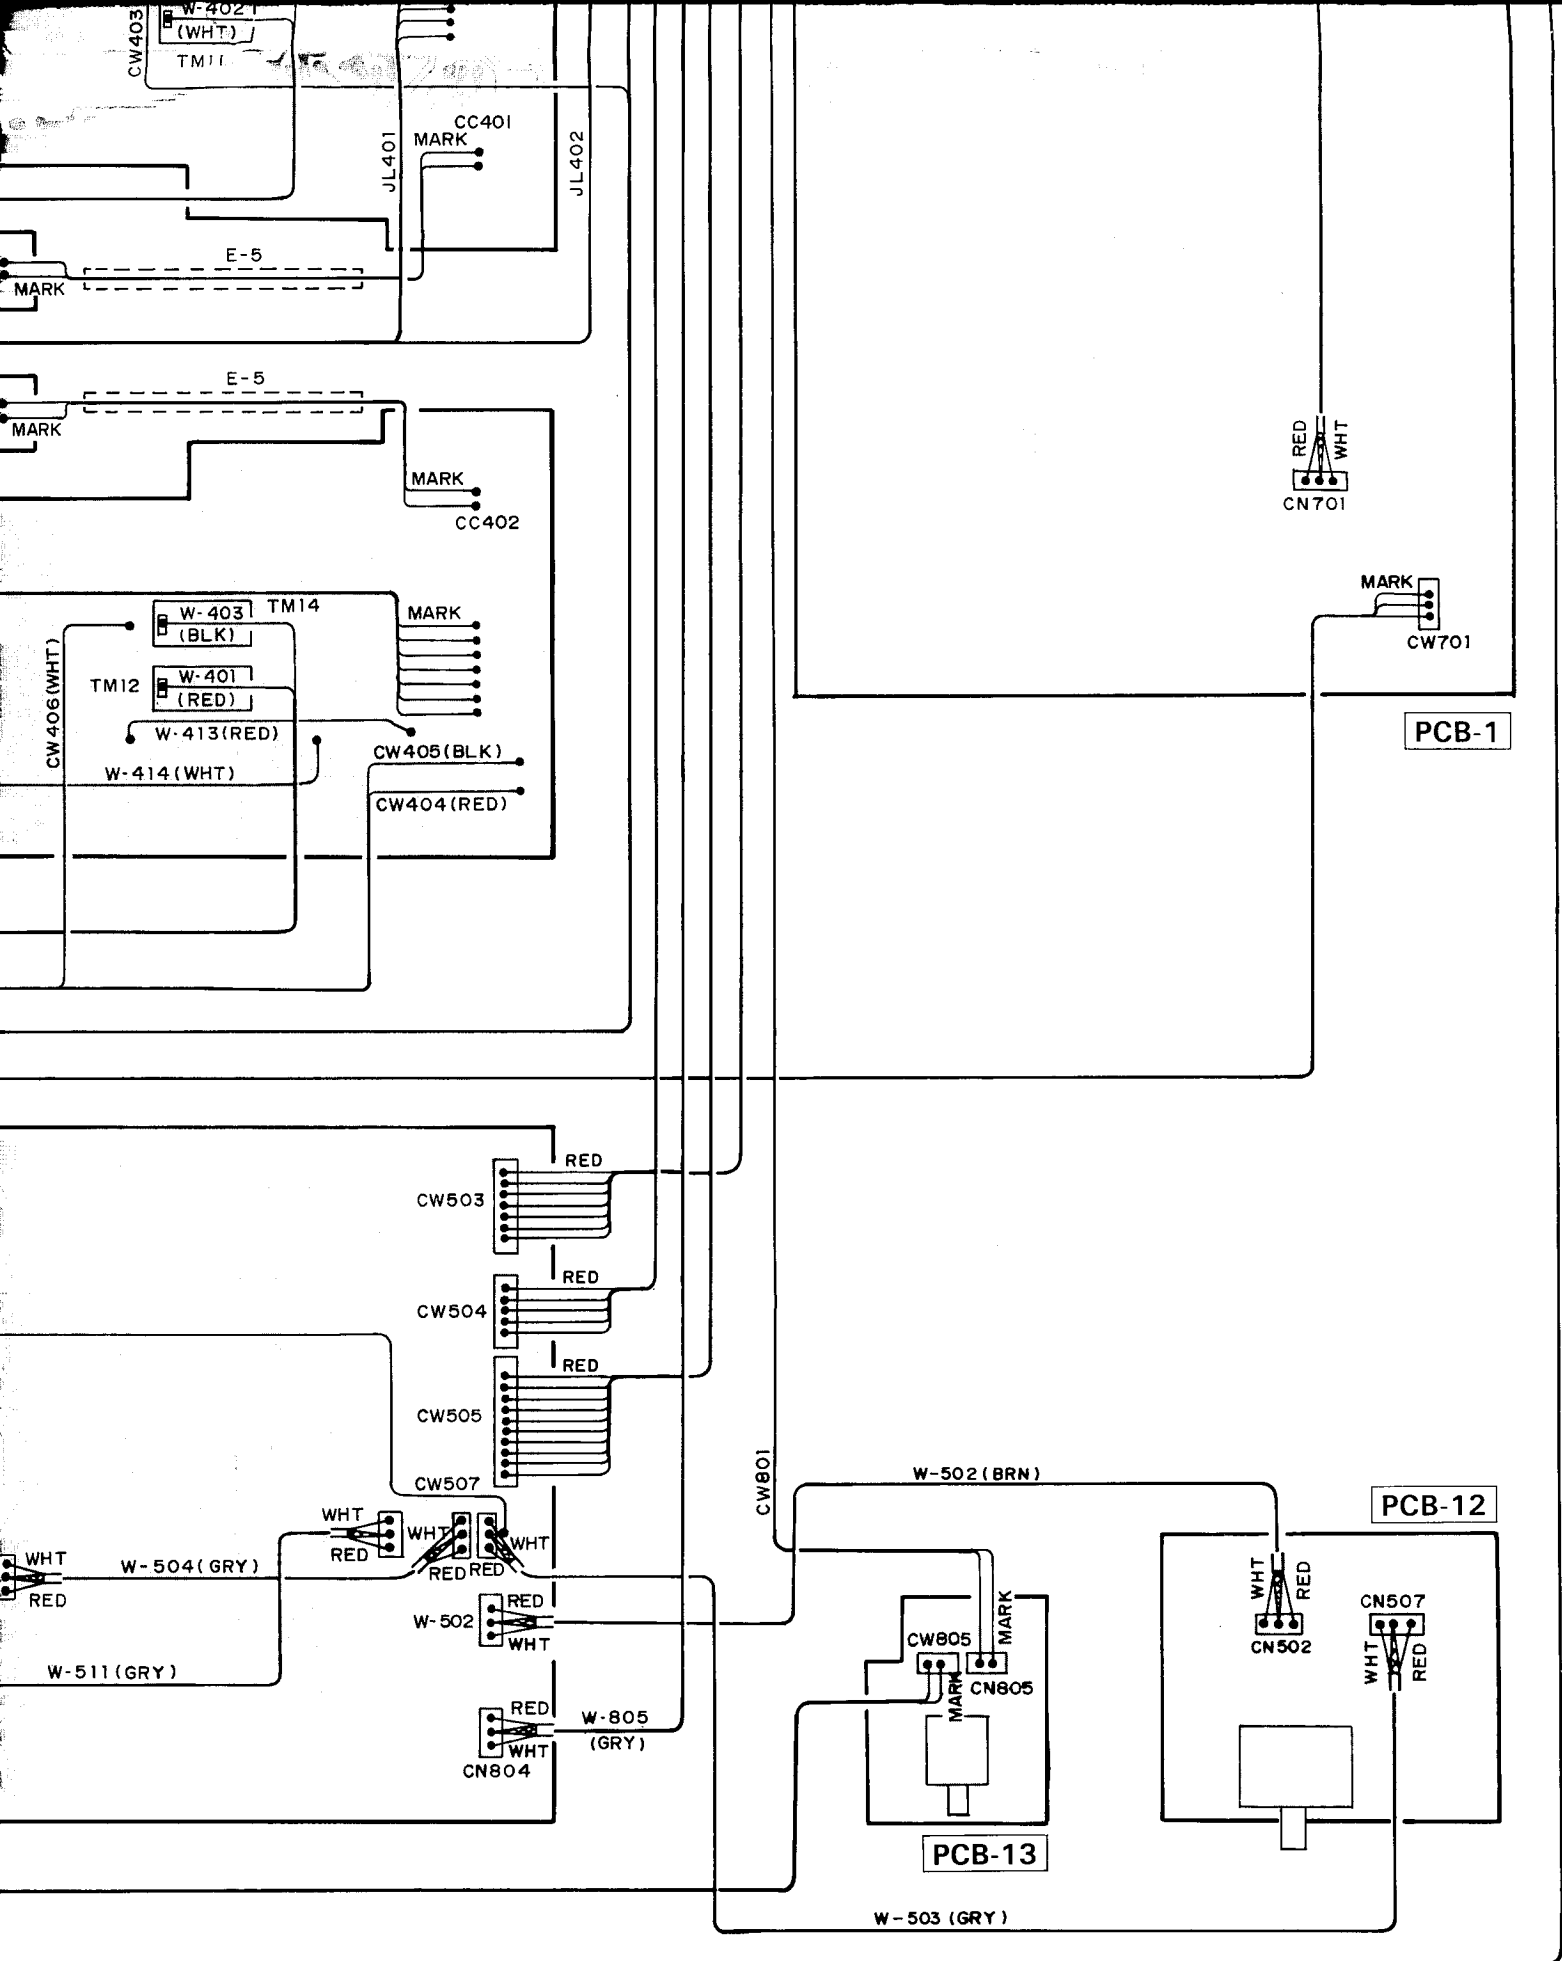 W-402
(WHT)
TM11
CW403
CC401
MARK
JL401
JL402
E-5
MARK
E-5
MARK
MARK
CC402
RED
WHT
CN701
MARK
CW701
W-403
(BLK)
TM14
MARK
W-401
(RED)
TM12
CW406(WHT)
W-413(RED)
W-414(WHT)
CW405(BLK)
CW404(RED)
PCB-1
RED
CW503
RED
CW504
RED
CW505
CW507
WHT
RED
WHT
RED
RED
WHT
WHT
RED
W-504(GRY)
W-502
RED
WHT
W-511(GRY)
RED
WHT
CN804
W-805
(GRY)
CW801
W-502(BRN)
PCB-12
WHT
RED
CN502
CN507
WHT
RED
MARK
CW805
MARK
CN805
PCB-13
W-503(GRY)